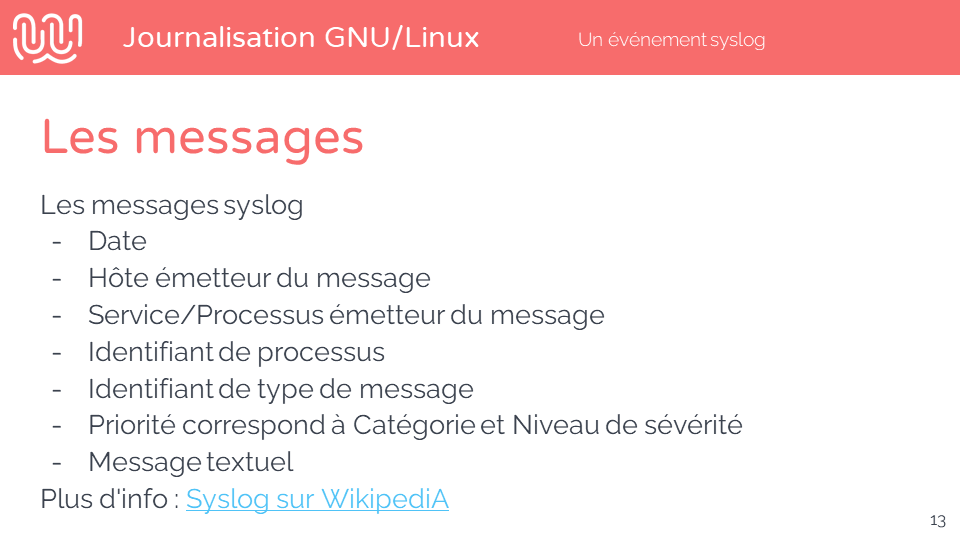 Journalisation GNU/Linux
Un événement syslog
Les messages
Les messages syslog
- Date
- Hôte émetteur du message
- Service/Processus émetteur du message
- Identifiant de processus
- Identifiant de type de message
- Priorité correspond à Catégorie et Niveau de sévérité
- Message textuel
Plus d'info : Syslog sur WikipediA
13